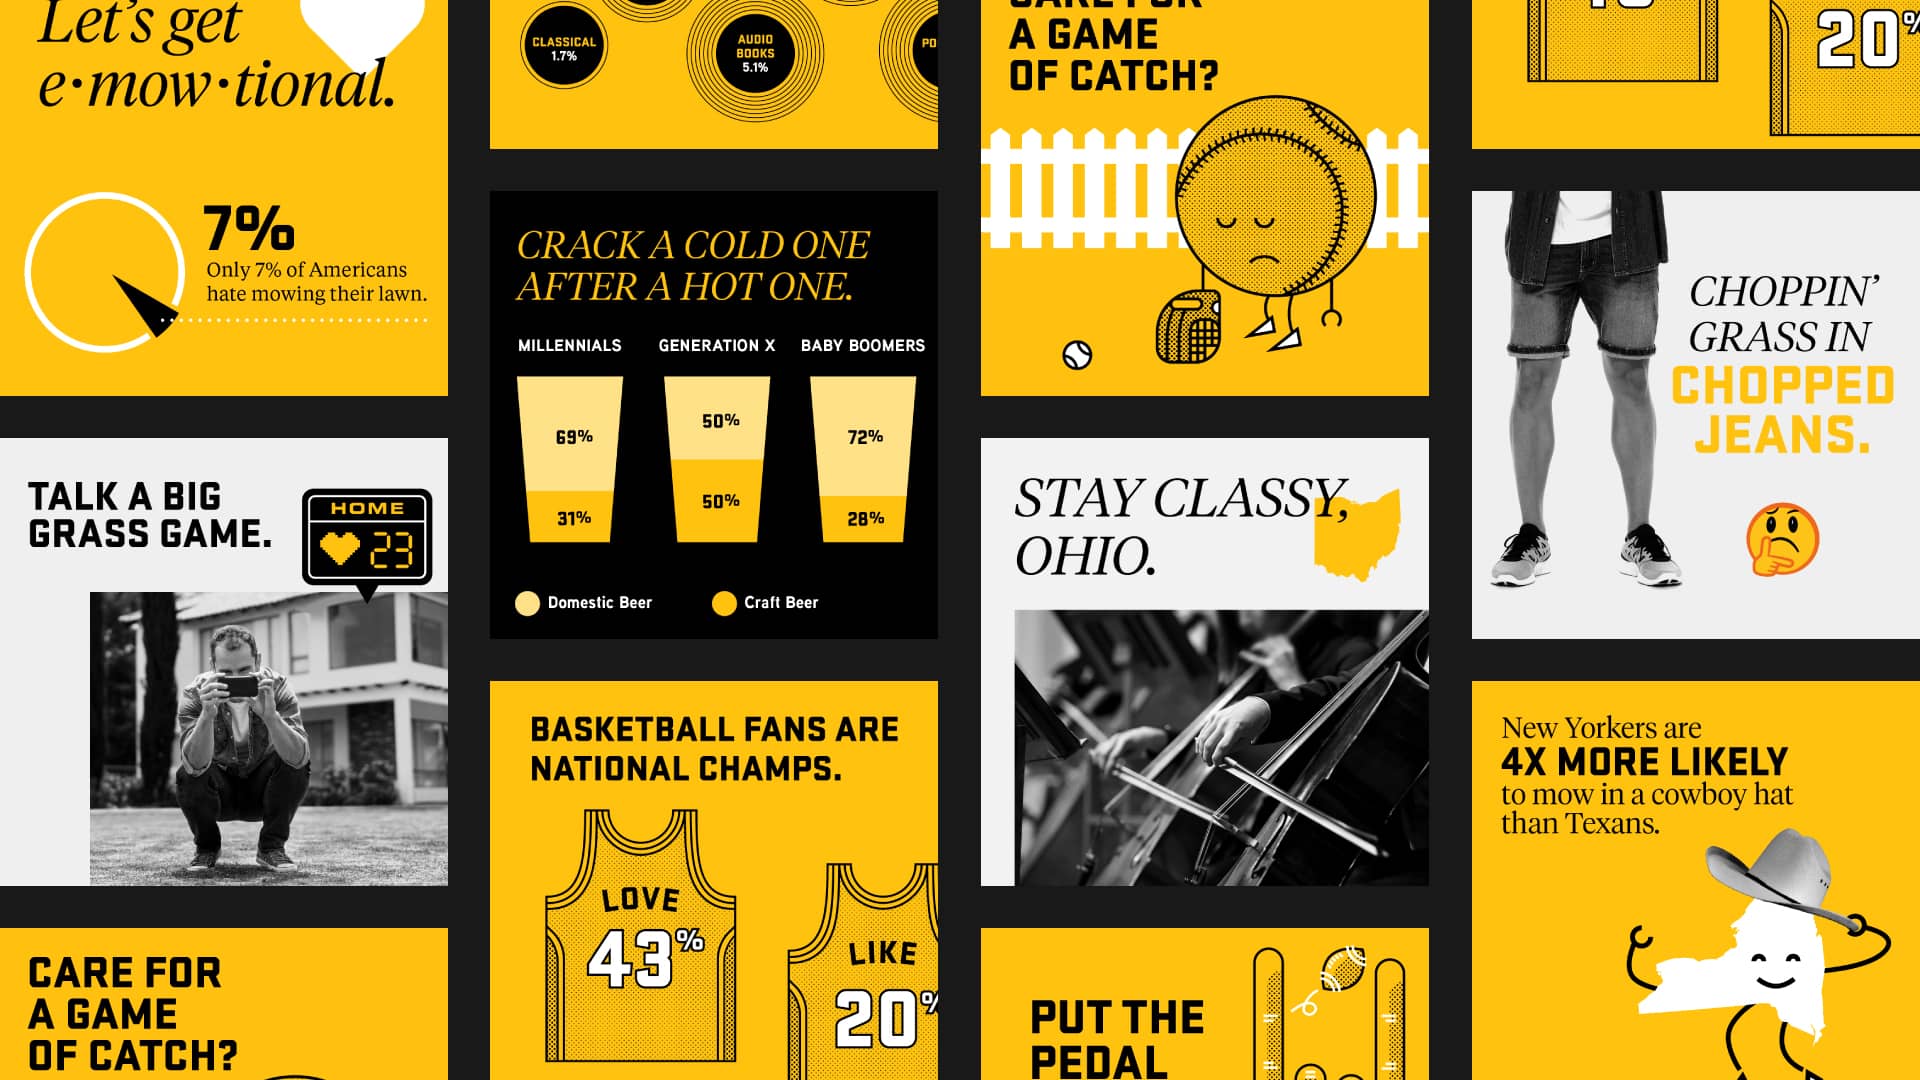 Let's get
e·mow·tional.
7%
Only 7% of Americans
hate mowing their lawn.
TALK A BIG
GRASS GAME.
HOME
23
CARE FOR
A GAME
OF CATCH?
CLASSICAL
1.7%
AUDIO
BOOKS
5.1%
PO
CRACK A COLD ONE
AFTER A HOT ONE.
MILLENNIALS GENERATION X BABY BOOMERS
69% 50% 72%
31% 50% 28%
Domestic Beer Craft Beer
BASKETBALL FANS ARE
NATIONAL CHAMPS.
LOVE
43%
LIKE
20%
CARE FOR
A GAME
OF CATCH?
STAY CLASSY,
OHIO.
PUT THE
PEDAL
20%
CHOPPIN'
GRASS IN
CHOPPED
JEANS.
New Yorkers are
4X MORE LIKELY
to mow in a cowboy hat
than Texans.